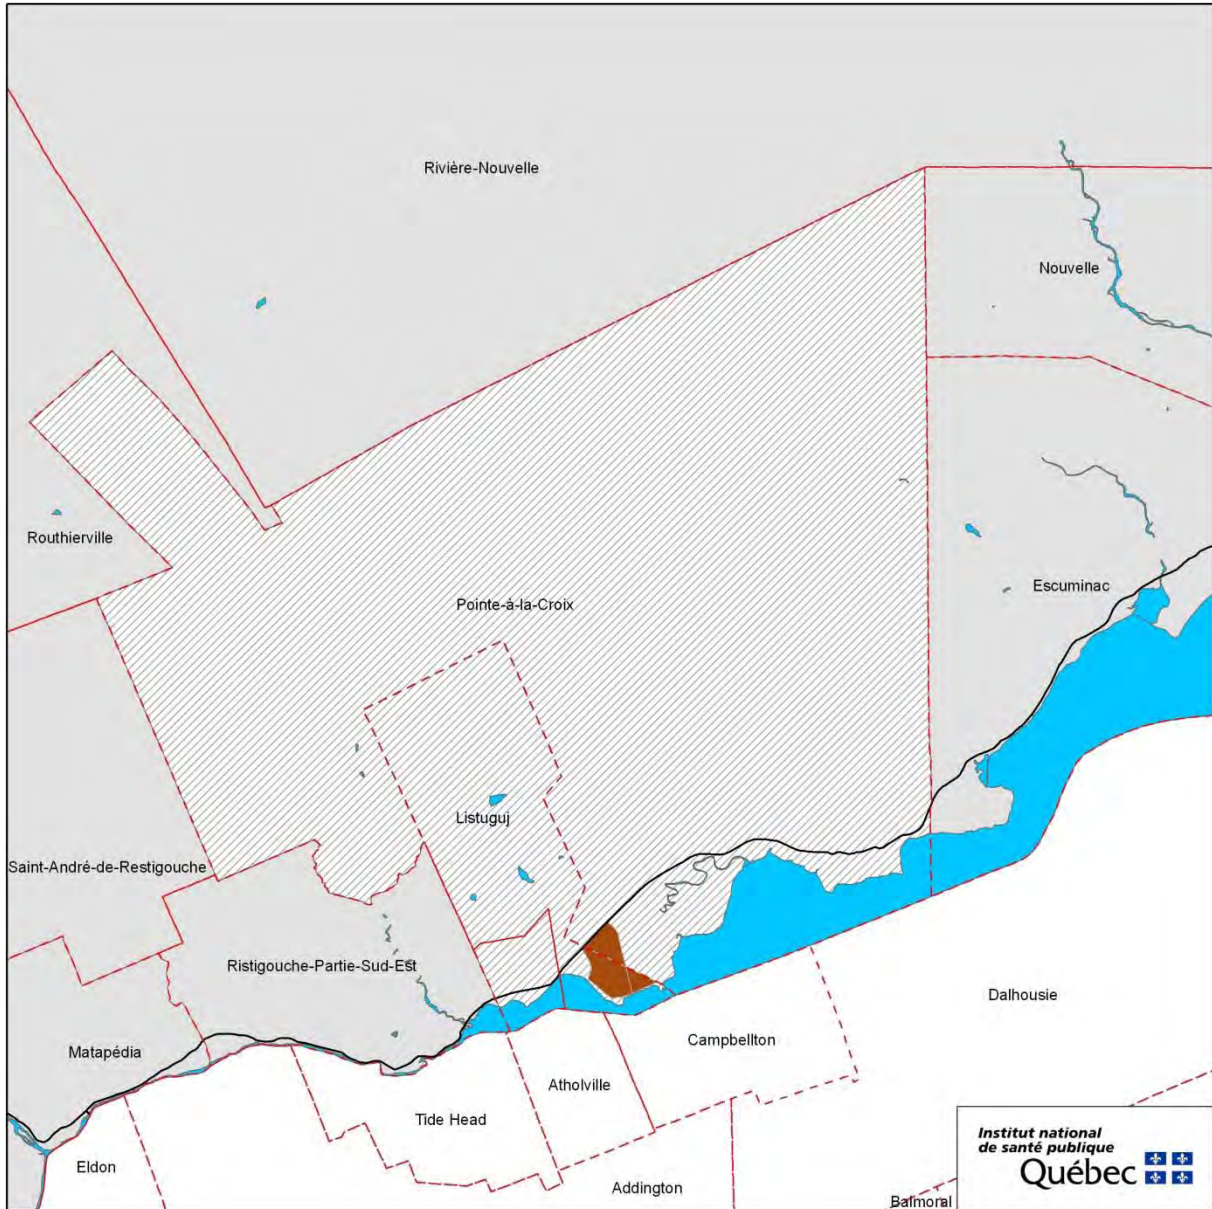 Rivière-Nouvelle
Nouvelle
Routhierville
Escuminac
Pointe-à-la-Croix
Listuguj
Saint-André-de-Restigouche
Ristigouche-Partie-Sud-Est
Dalhousie
Campbellton
Matapédia
Atholville
Tide Head
Eldon
Addington
Balmoral
Institut national
de santé publique
Québec